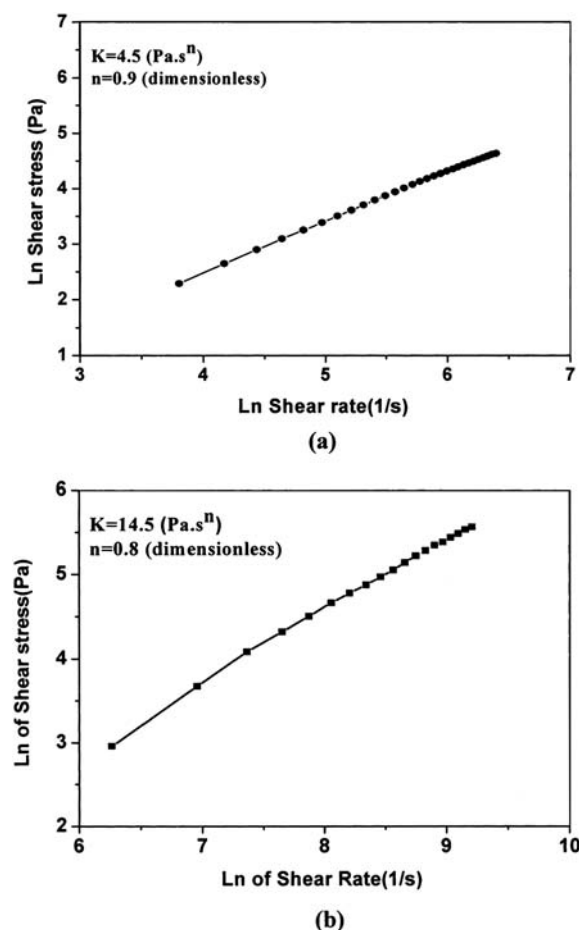 7
K=4.5 (Pa.sⁿ)
n=0.9 (dimensionless)
6
5
4
3
2
1
Ln Shear stress (Pa)
3 4 5 6 7
Ln Shear rate(1/s)
(a)
6
K=14.5 (Pa.sⁿ)
n=0.8 (dimensionless)
5
4
3
2
Ln of Shear stress(Pa)
6 7 8 9 10
Ln of Shear Rate(1/s)
(b)